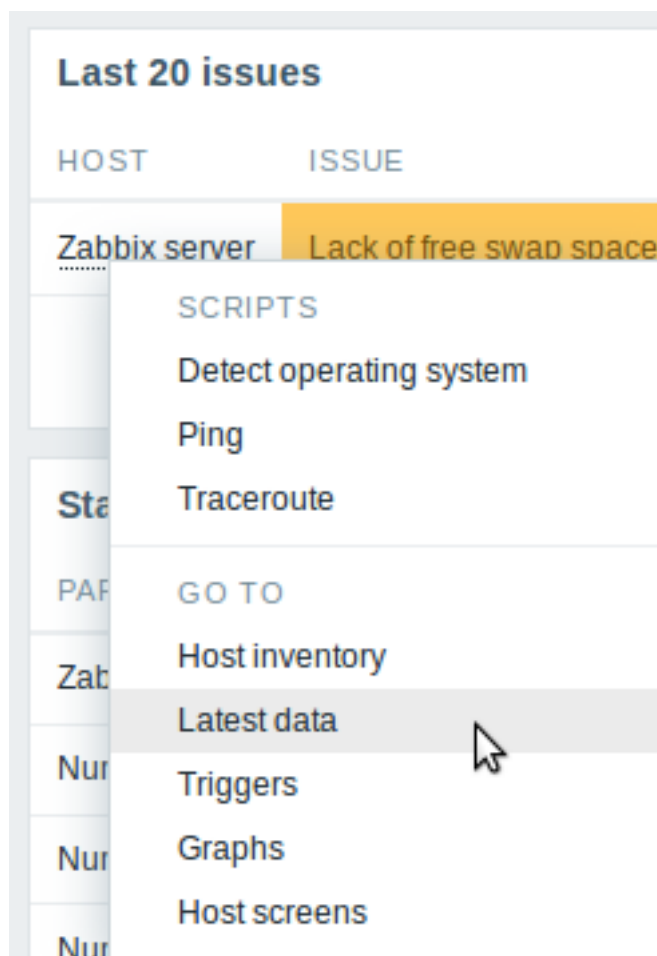 Last 20 issues
HOST ISSUE
Zabbix server Lack of free swap space
SCRIPTS
Detect operating system
Ping
Traceroute
GO TO
Host inventory
Latest data
Triggers
Graphs
Host screens